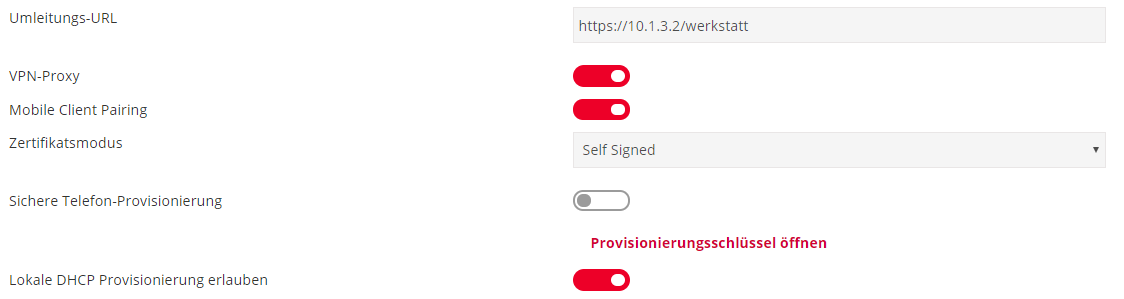 Umleitungs-URL
https://10.1.3.2/werkstatt
VPN-Proxy
Mobile Client Pairing
Zertifikatsmodus
Self Signed
Sichere Telefon-Provisionierung
Provisionierungsschlüssel öffnen
Lokale DHCP Provisionierung erlauben